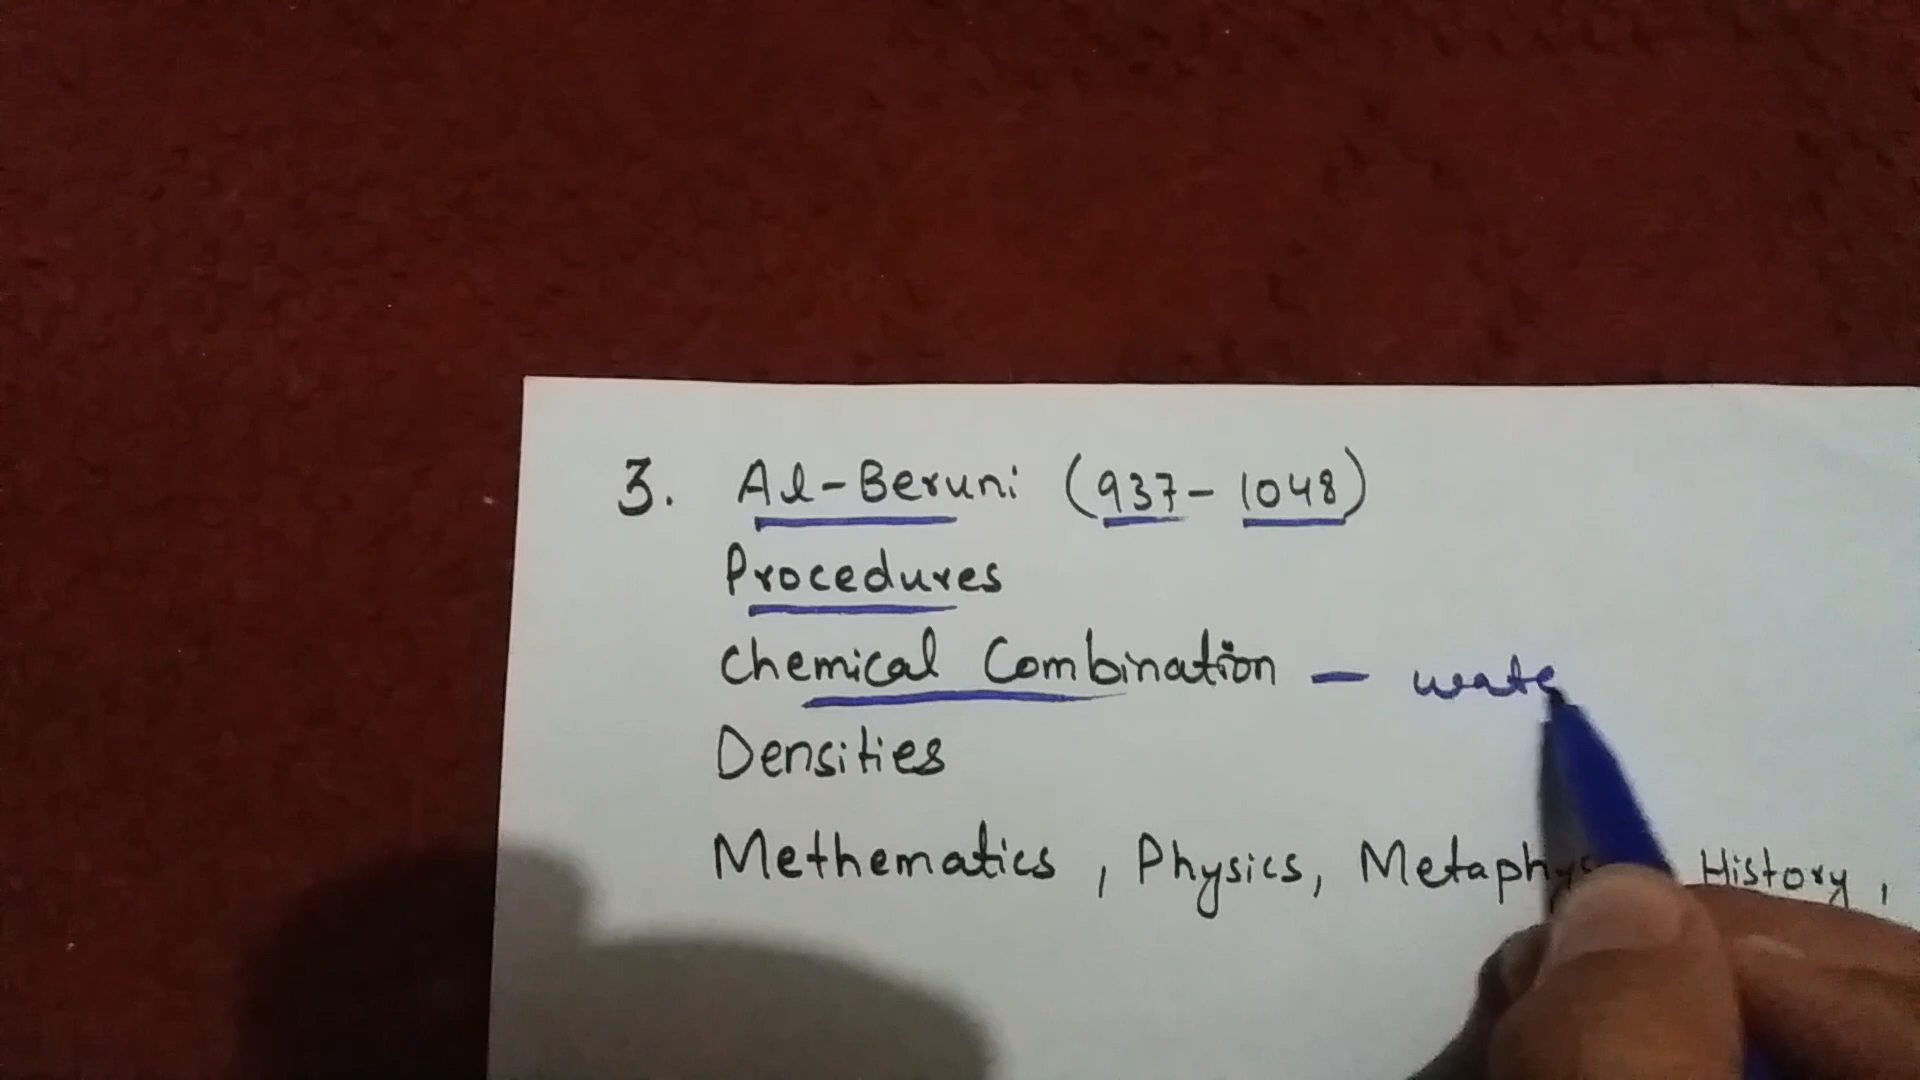 3. Al-Beruni (937- 1048)
Procedures
Chemical Combination — wate
Densities
Methematics , Physics, History ,